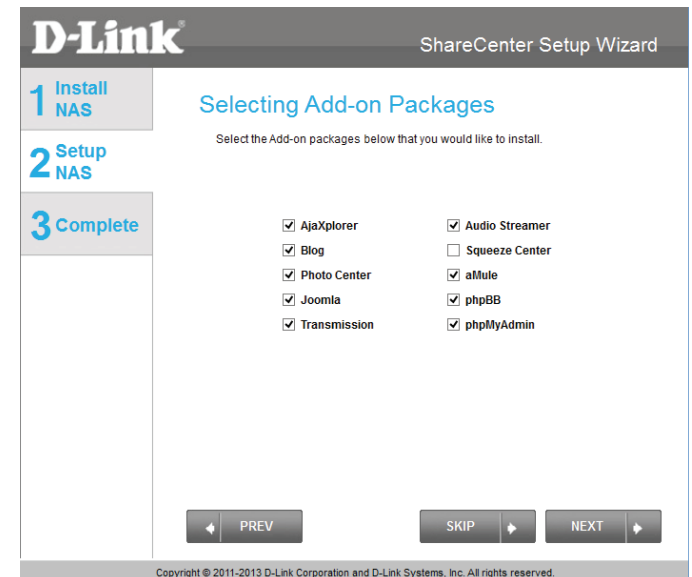 D-Link®
ShareCenter Setup Wizard
1 Install
NAS
2 Setup
NAS
3 Complete
Selecting Add-on Packages
Select the Add-on packages below that you would like to install.
AjaXplorer Audio Streamer
Blog Squeeze Center
Photo Center aMule
Joomla phpBB
Transmission phpMyAdmin
PREV SKIP NEXT
Copyright © 2011-2013 D-Link Corporation and D-Link Systems, Inc. All rights reserved.